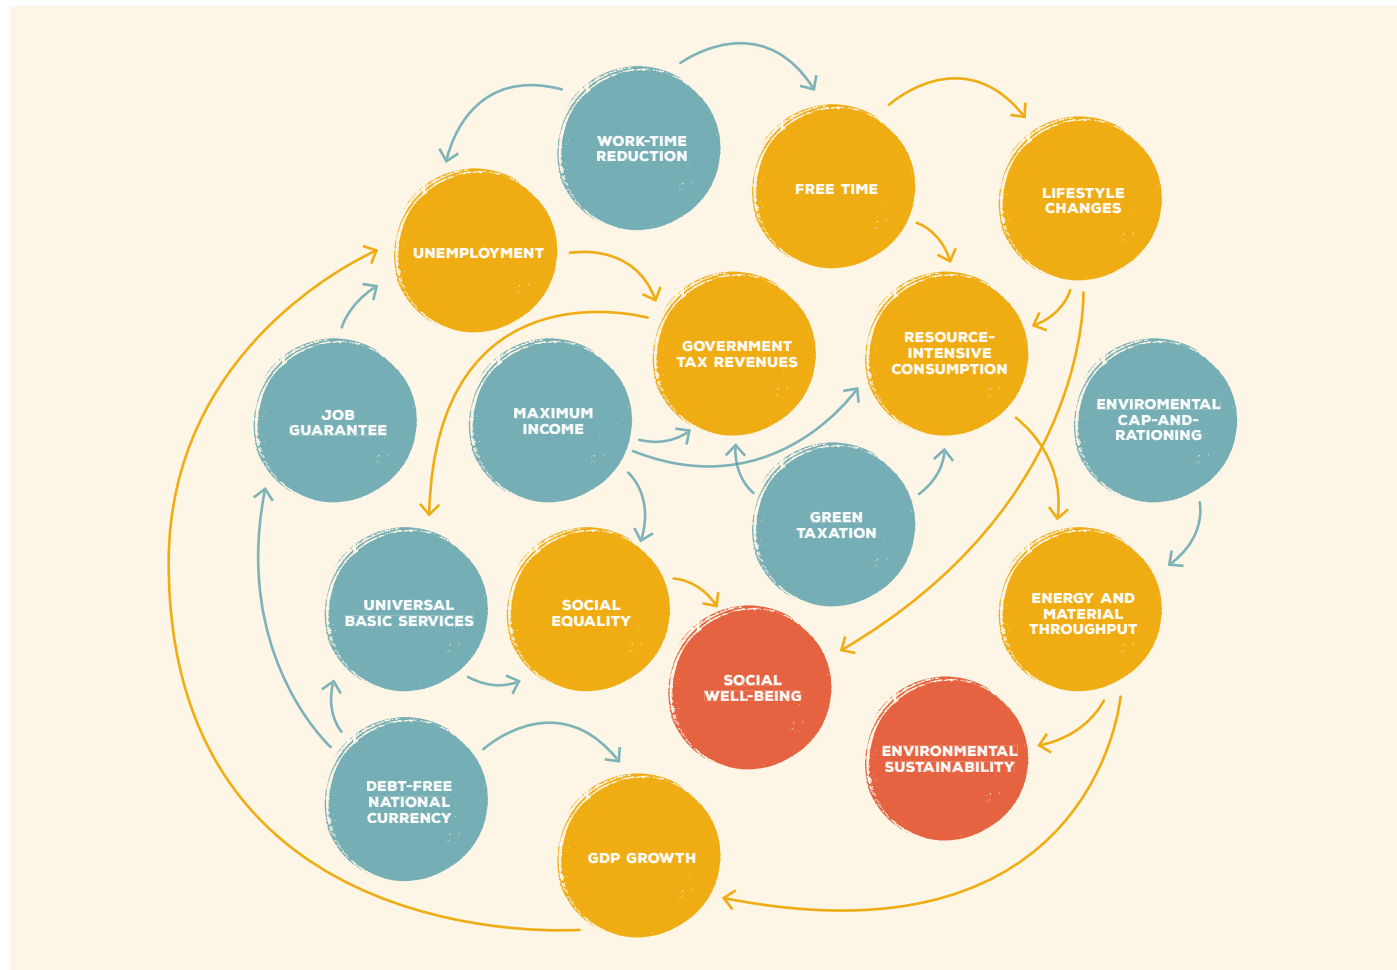 WORK-TIME
REDUCTION
FREE TIME
LIFESTYLE
CHANGES
UNEMPLOYMENT
GOVERNMENT
TAX REVENUES
RESOURCE-
INTENSIVE
CONSUMPTION
JOB
GUARANTEE
MAXIMUM
INCOME
ENVIROMENTAL
CAP-AND-
RATIONING
GREEN
TAXATION
UNIVERSAL
BASIC SERVICES
SOCIAL
EQUALITY
ENERGY AND
MATERIAL
THROUGHPUT
SOCIAL
WELL-BEING
ENVIRONMENTAL
SUSTAINABILITY
DEBT-FREE
NATIONAL
CURRENCY
GDP GROWTH